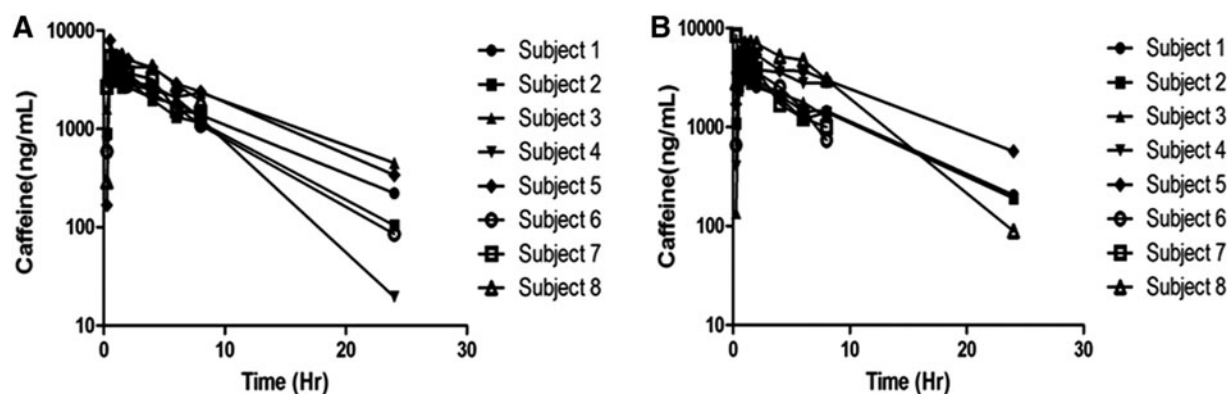 A
Caffeine(ng/mL)
10000
1000
100
10
0
10
20
30
Time (Hr)
Subject 1
Subject 2
Subject 3
Subject 4
Subject 5
Subject 6
Subject 7
Subject 8
B
Caffeine(ng/mL)
10000
1000
100
10
0
10
20
30
Time (Hr)
Subject 1
Subject 2
Subject 3
Subject 4
Subject 5
Subject 6
Subject 7
Subject 8